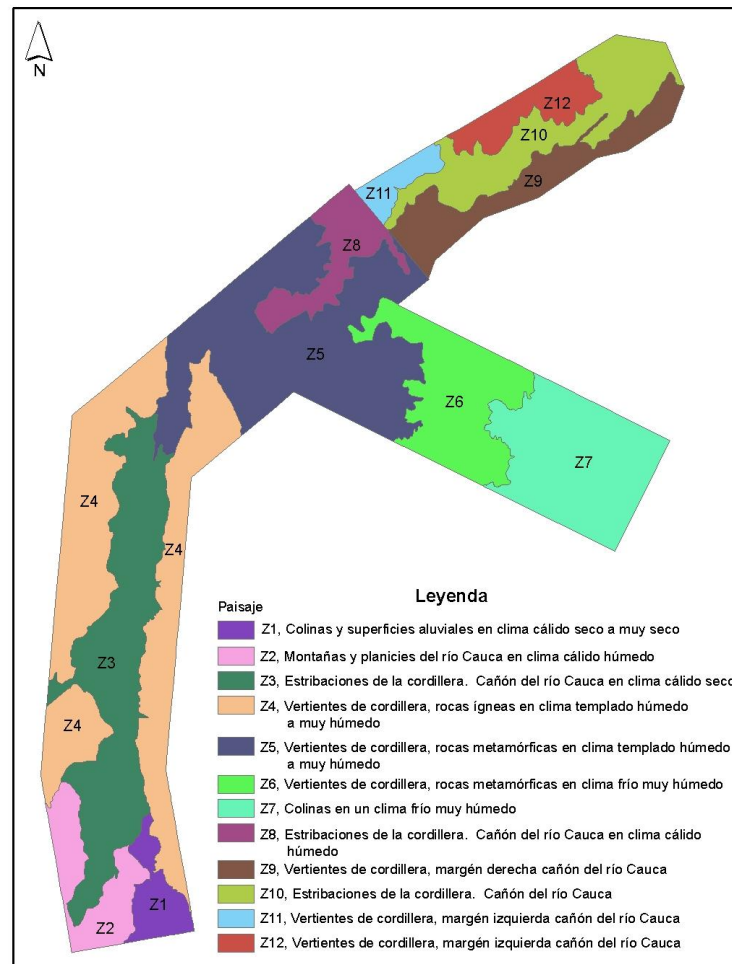 N
Z12
Z10
Z9
Z11
Z8
Z5
Z6
Z7
Z4
Z4
Z3
Z4
Z1
Z2
Leyenda
Paisaje
Z1, Colinas y superficies aluviales en clima cálido seco a muy seco
Z2, Montañas y planicies del río Cauca en clima cálido húmedo
Z3, Estribaciones de la cordillera. Cañón del río Cauca en clima cálido seco
Z4, Vertientes de cordillera, rocas ígneas en clima templado húmedo
a muy húmedo
Z5, Vertientes de cordillera, rocas metamórficas en clima templado húmedo
a muy húmedo
Z6, Vertientes de cordillera, rocas metamórficas en clima frío muy húmedo
Z7, Colinas en un clima frío muy húmedo
Z8, Estribaciones de la cordillera. Cañón del río Cauca en clima cálido
húmedo
Z9, Vertientes de cordillera, margén derecha cañón del río Cauca
Z10, Estribaciones de la cordillera. Cañón del río Cauca
Z11, Vertientes de cordillera, margén izquierda cañón del río Cauca
Z12, Vertientes de cordillera, margén izquierda cañón del río Cauca